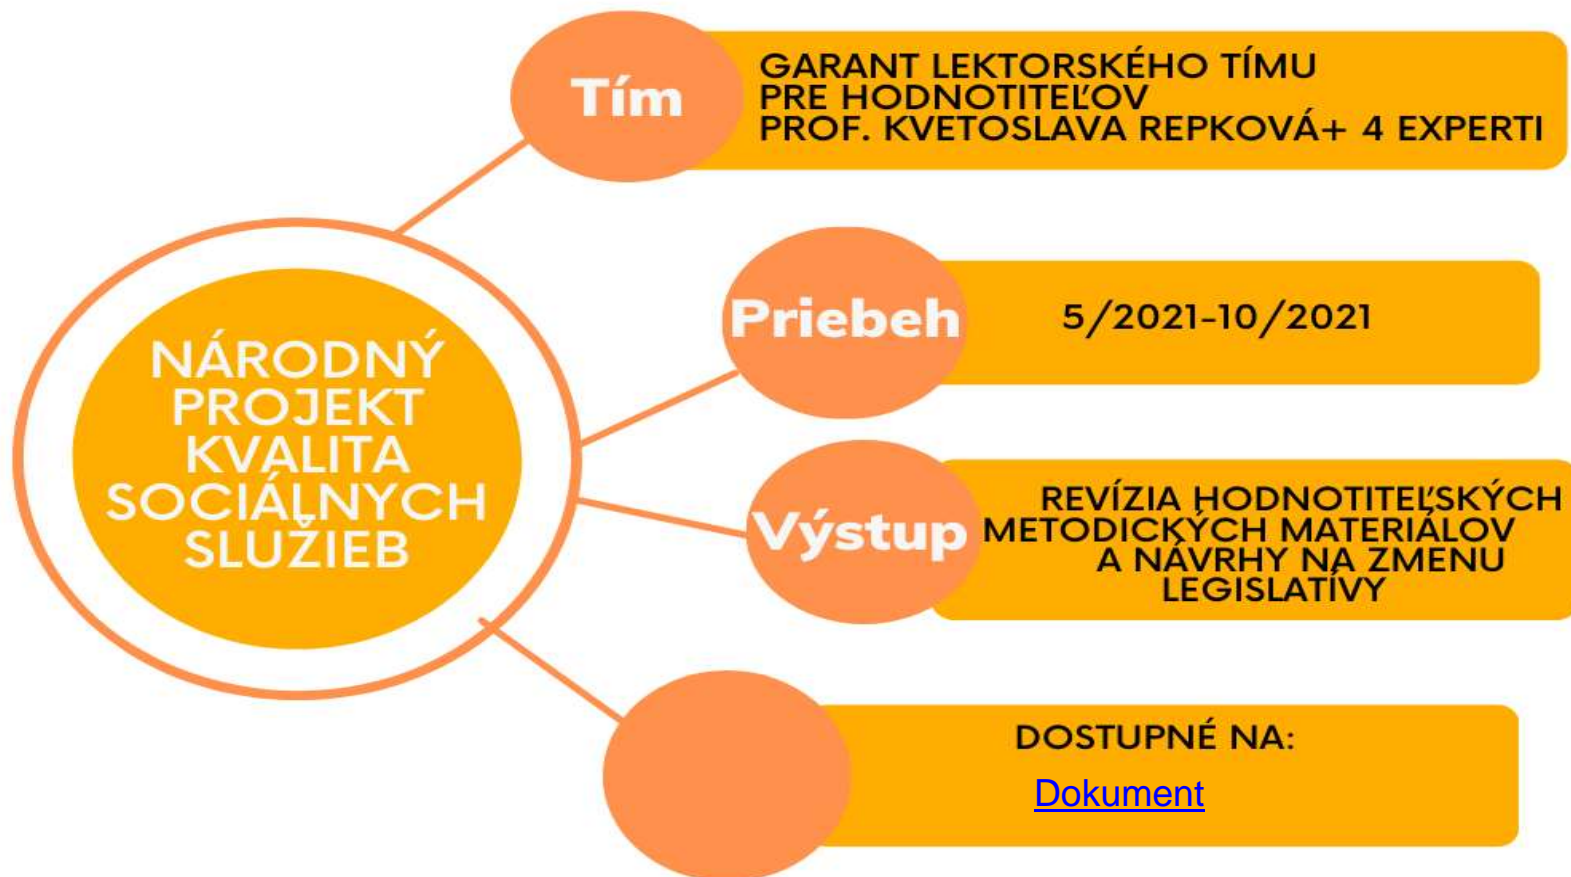 NÁRODNÝ
PROJEKT
KVALITA
SOCIÁLNYCH
SLUŽIEB
Tím
GARANT LEKTORSKÉHO TÍMU
PRE HODNOTITEĽOV
PROF. KVETOSLAVA REPKOVÁ+ 4 EXPERTI
Priebeh
5/2021-10/2021
Výstup
REVÍZIA HODNOTITEĽSKÝCH
METODICKÝCH MATERIÁLOV
A NÁVRHY NA ZMENU
LEGISLATÍVY
DOSTUPNÉ NA:
Dokument